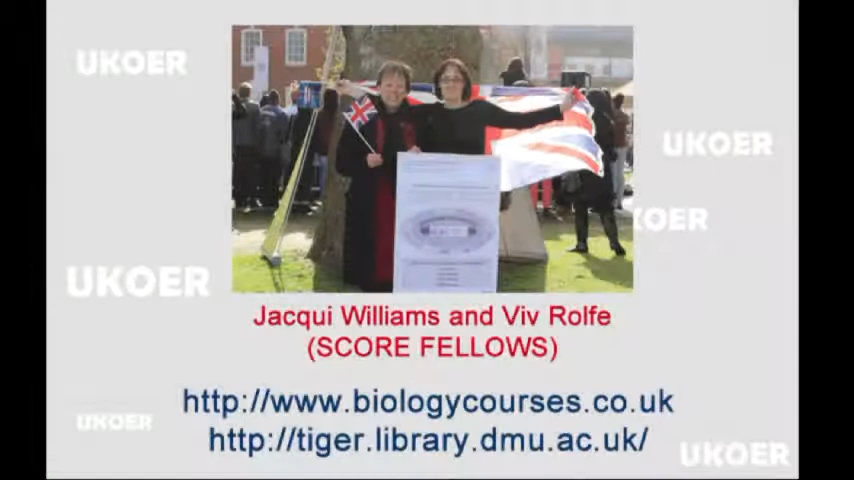 UKOER
UKOER
KOER
UKOER
Jacqui Williams and Viv Rolfe
(SCORE FELLOWS)
http://www.biologycourses.co.uk
http://tiger.library.dmu.ac.uk/
UKOER
UKOER